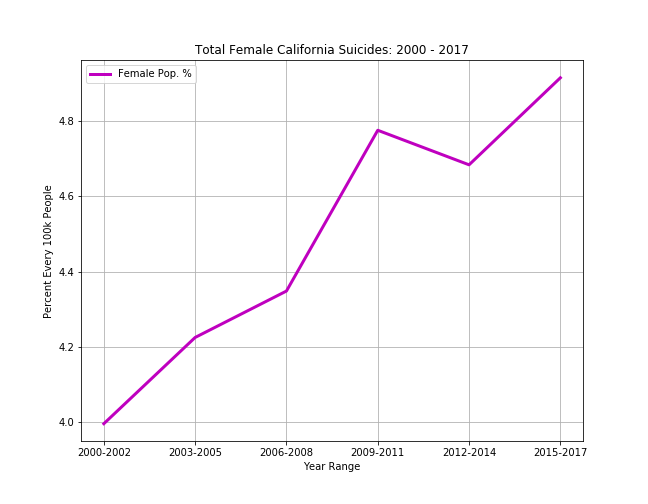 Total Female California Suicides: 2000 - 2017
Female Pop. %
Percent Every 100k People
4.8
4.6
4.4
4.2
4.0
2000-2002 2003-2005 2006-2008 2009-2011 2012-2014 2015-2017
Year Range